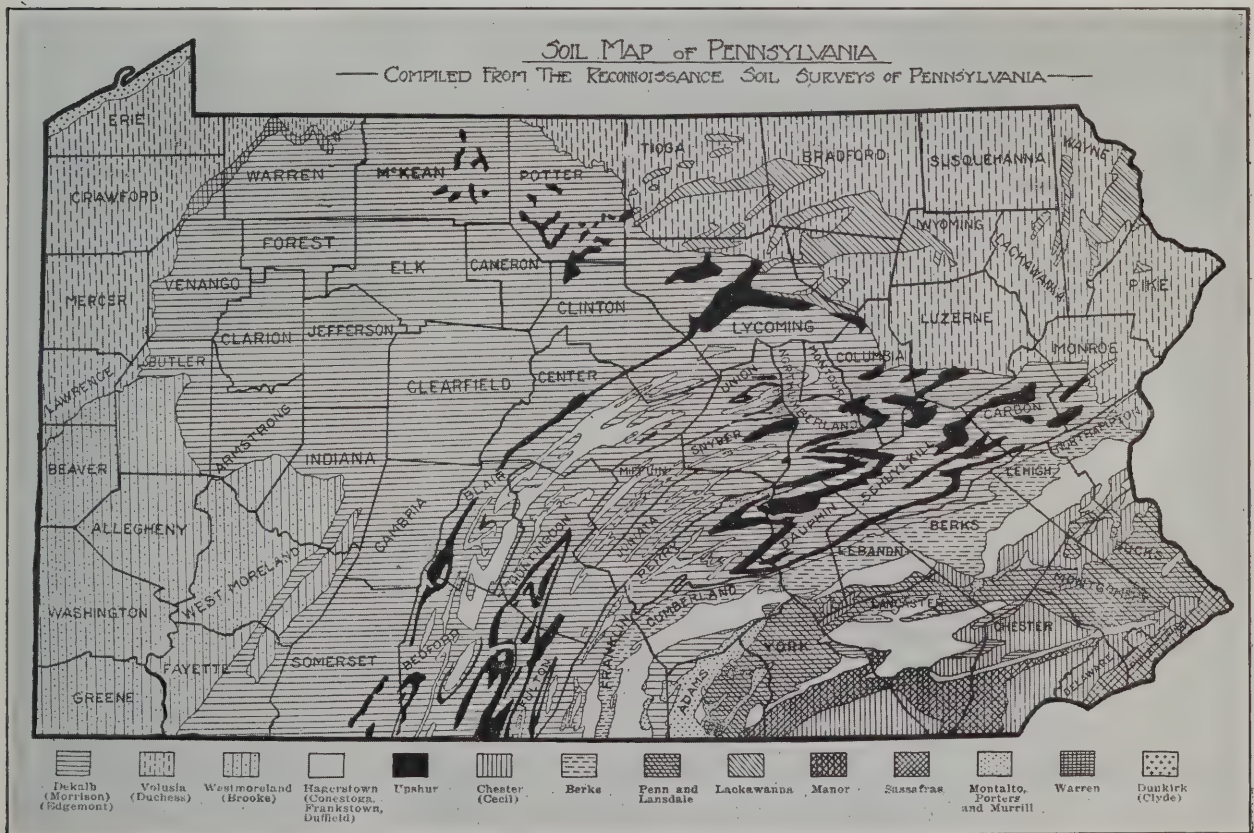 SOIL MAP OF PENNSYLVANIA
COMPILED FROM THE RECONNOISSANCE SOIL SURVEYS OF PENNSYLVANIA
ERIE
CRAWFORD
WARREN
McKEAN
POTTER
TIOGA
BRADFORD
SUSQUEHANNA
WAYNE
FOREST
ELK
CAMERON
WYOMING
LACKAWANNA
PIKE
MERCER
VENANGO
CLINTON
LYCOMING
LUZERNE
CLARION
JEFFERSON
MONROE
LAWRENCE
BUTLER
CLEARFIELD
CENTER
UNION
NORTHUMBERLAND
MONTOUR
COLUMBIA
CARBON
ARMSTRONG
SNYDER
NORTHAMPTON
BEAVER
INDIANA
MIFFLIN
SCHUYLKILL
LEHIGH
ALLEGHENY
CAMBRIA
BLAIR
HUNTINGDON
JUNIATA
PERRY
DAUPHIN
BERKS
LEBANON
BUCKS
WESTMORELAND
CUMBERLAND
LANCASTER
MONTGOMERY
WASHINGTON
BEDFORD
FRANKLIN
YORK
CHESTER
FAYETTE
SOMERSET
FULTON
ADAMS
DELAWARE
GREENE
Dekalb
(Morrison)
(Edgemont)
Volusia
(Duchess)
Westmoreland
(Brooke)
Hagerstown
(Conestoga,
Frankstown,
Duffield)
Upshur
Chester
(Cecil)
Berks
Penn and
Lansdale
Lackawanna
Manor
Sassafras
Montalto,
Porters
and Murrill
Warren
Dunkirk
(Clyde)